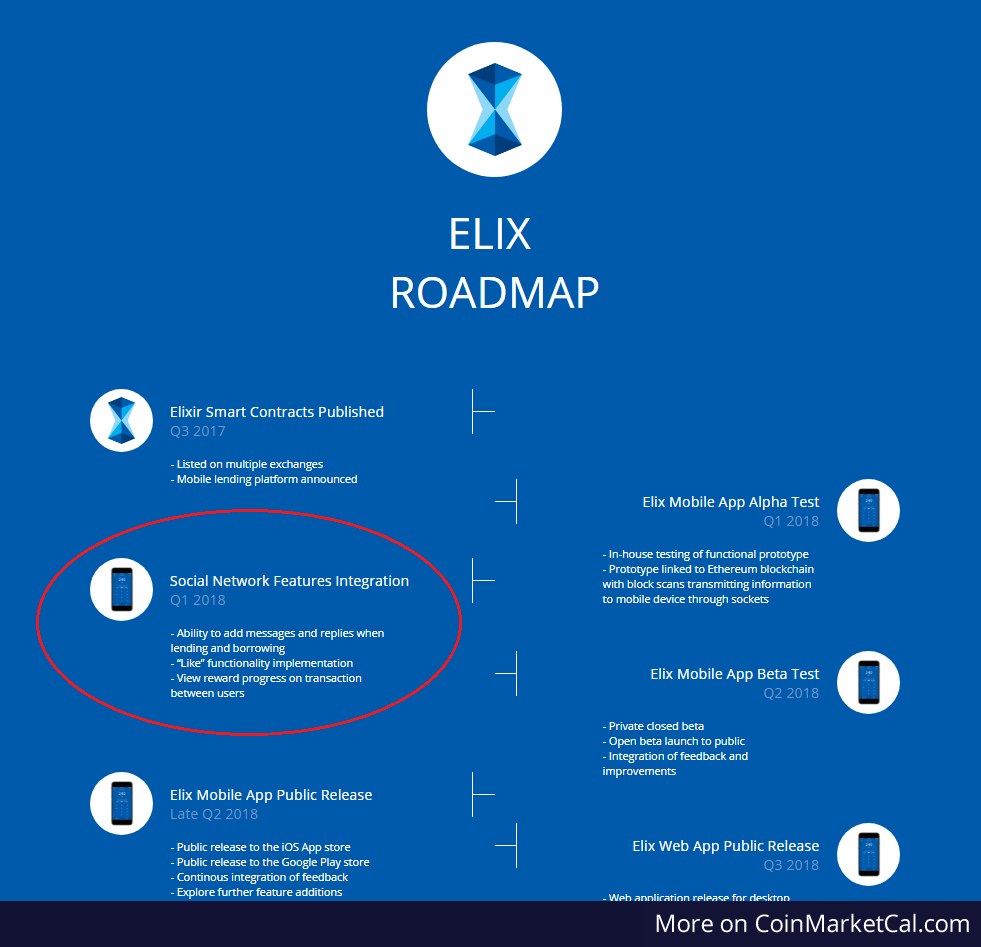 ELIX
ROADMAP
Elixir Smart Contracts Published
Q3 2017
- Listed on multiple exchanges
- Mobile lending platform announced
Elix Mobile App Alpha Test
Q1 2018
- In-house testing of functional prototype
- Prototype linked to Ethereum blockchain
with block scans transmitting information
to mobile device through sockets
Social Network Features Integration
Q1 2018
- Ability to add messages and replies when
lending and borrowing
- “Like” functionality implementation
- View reward progress on transaction
between users
Elix Mobile App Beta Test
Q2 2018
- Private closed beta
- Open beta launch to public
- Integration of feedback and
improvements
Elix Mobile App Public Release
Late Q2 2018
- Public release to the iOS App store
- Public release to the Google Play store
- Continous integration of feedback
- Explore further feature additions
Elix Web App Public Release
Q3 2018
- Web application release for desktop
More on CoinMarketCal.com